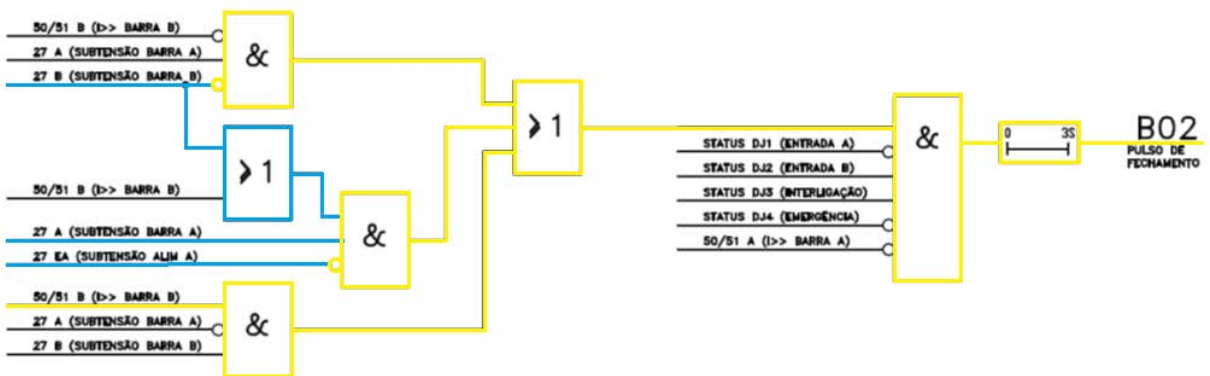 50/51 B (I>> BARRA B)
27 A (SUBTENSÃO BARRA A)
27 B (SUBTENSÃO BARRA B)
&
>1
50/51 B (I>> BARRA B)
27 A (SUBTENSÃO BARRA A)
27 EA (SUBTENSÃO ALIM A)
&
50/51 B (I>> BARRA B)
27 A (SUBTENSÃO BARRA A)
27 B (SUBTENSÃO BARRA B)
&
>1
STATUS DJ1 (ENTRADA A)
STATUS DJ2 (ENTRADA B)
STATUS DJ3 (INTERLIGAÇÃO)
STATUS DJ4 (EMERGÊNCIA)
50/51 A (I>> BARRA A)
&
0 3S
B02
PULSO DE
FECHAMENTO